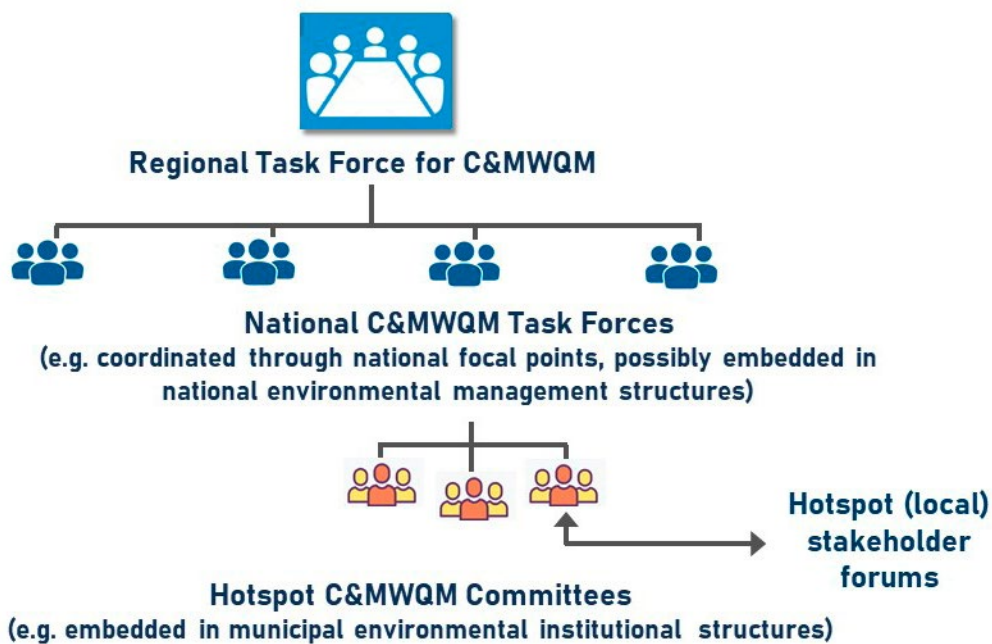 Regional Task Force for C&MWQM
National C&MWQM Task Forces
(e.g. coordinated through national focal points, possibly embedded in
national environmental management structures)
Hotspot (local)
stakeholder
forums
Hotspot C&MWQM Committees
(e.g. embedded in municipal environmental institutional structures)